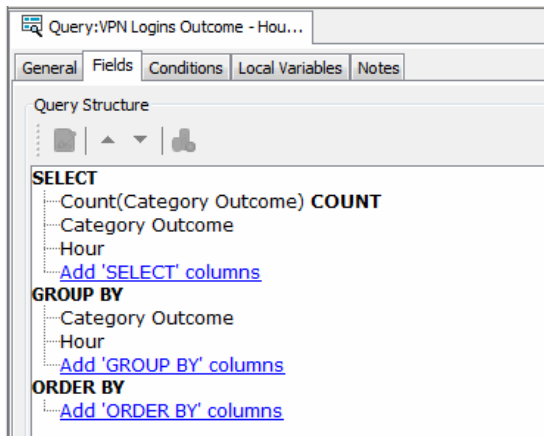 Query:VPN Logins Outcome - Hou...
General Fields Conditions Local Variables Notes
Query Structure
SELECT
Count(Category Outcome) COUNT
Category Outcome
Hour
Add 'SELECT' columns
GROUP BY
Category Outcome
Hour
Add 'GROUP BY' columns
ORDER BY
Add 'ORDER BY' columns